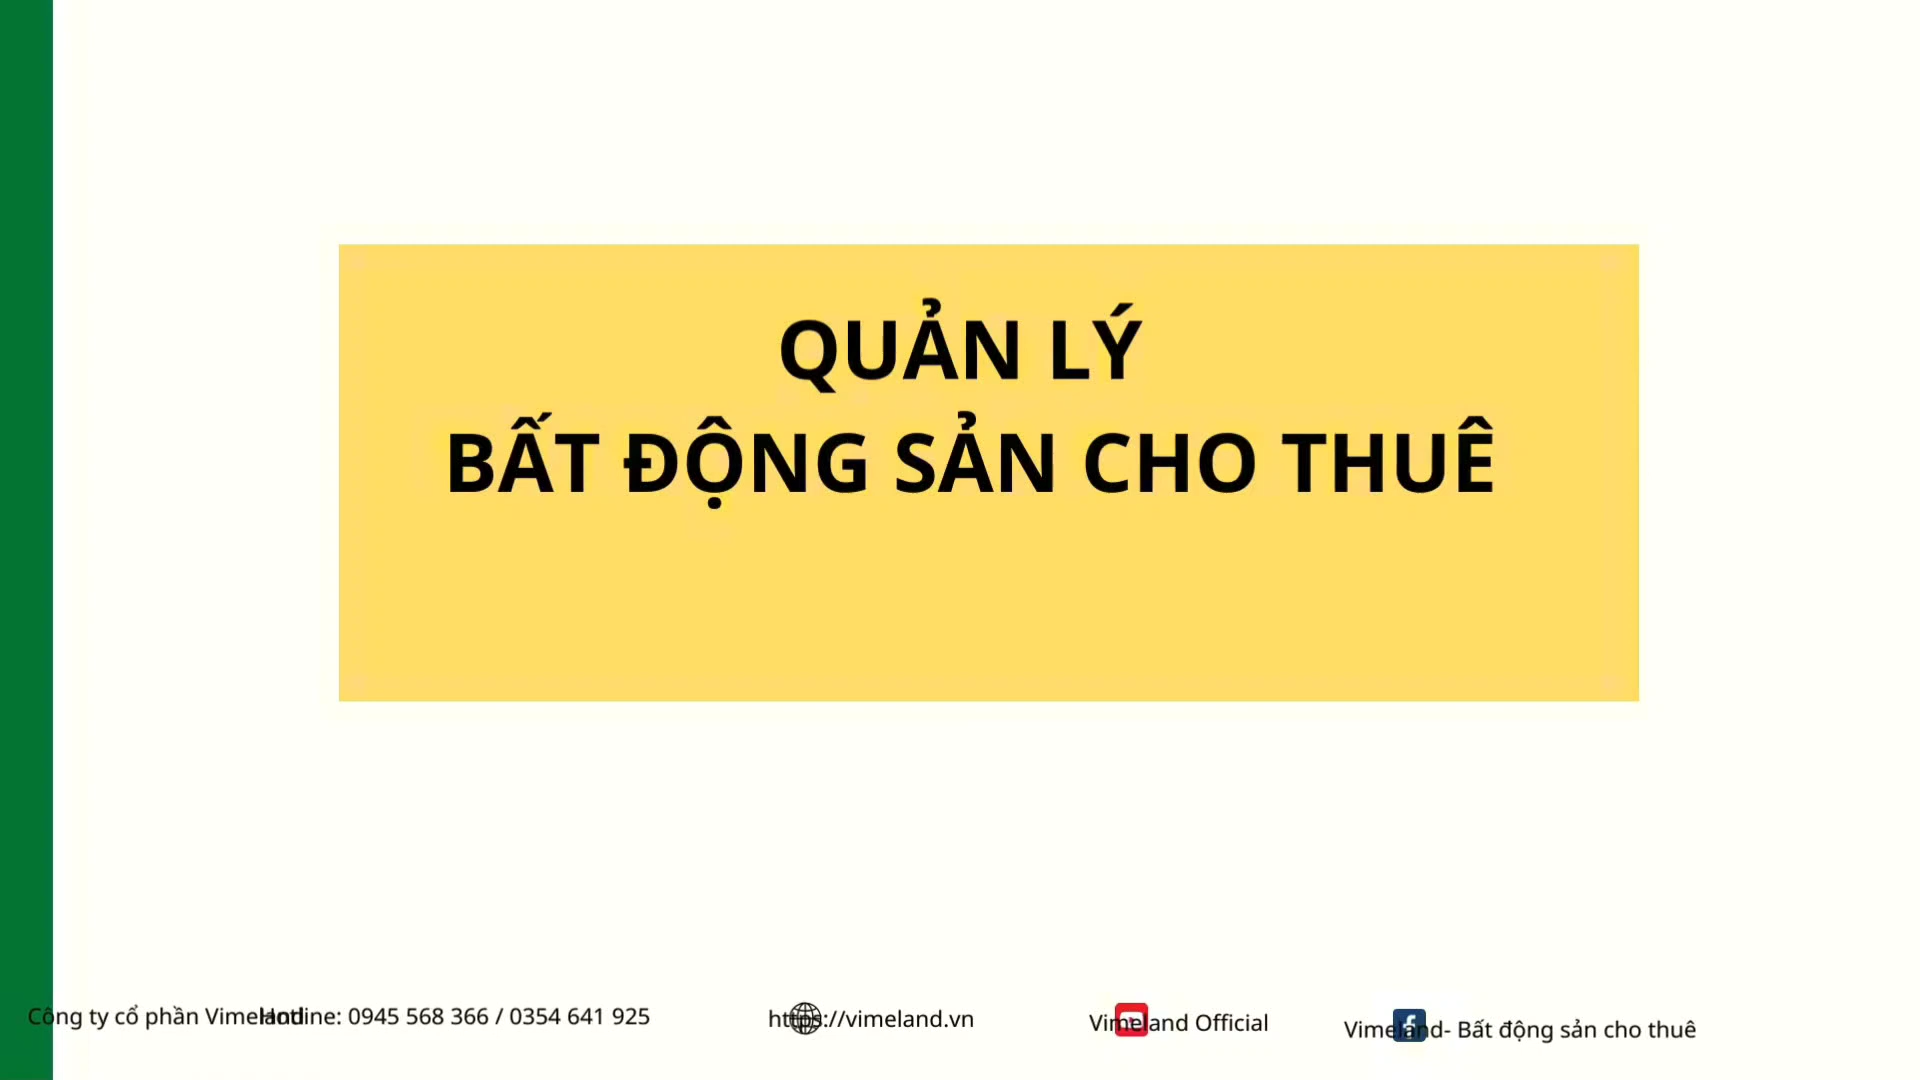 QUẢN LÝ
BẤT ĐỘNG SẢN CHO THUÊ
Công ty cổ phần Vimeland
Hotline: 0945 568 366 / 0354 641 925
https://vimeland.vn
Vimeland Official
Vimeland- Bất động sản cho thuê